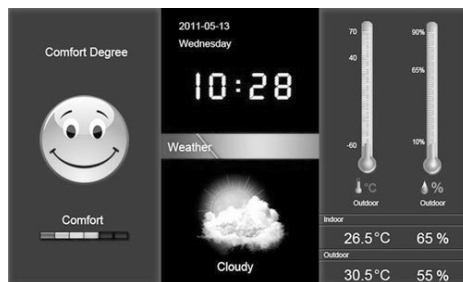 Comfort Degree
Comfort
2011-05-13
Wednesday
10:28
Weather
Cloudy
70
40
-60
°C
Outdoor
90%
65%
10%
%
Outdoor
Indoor
26.5°C 65 %
Outdoor
30.5°C 55 %